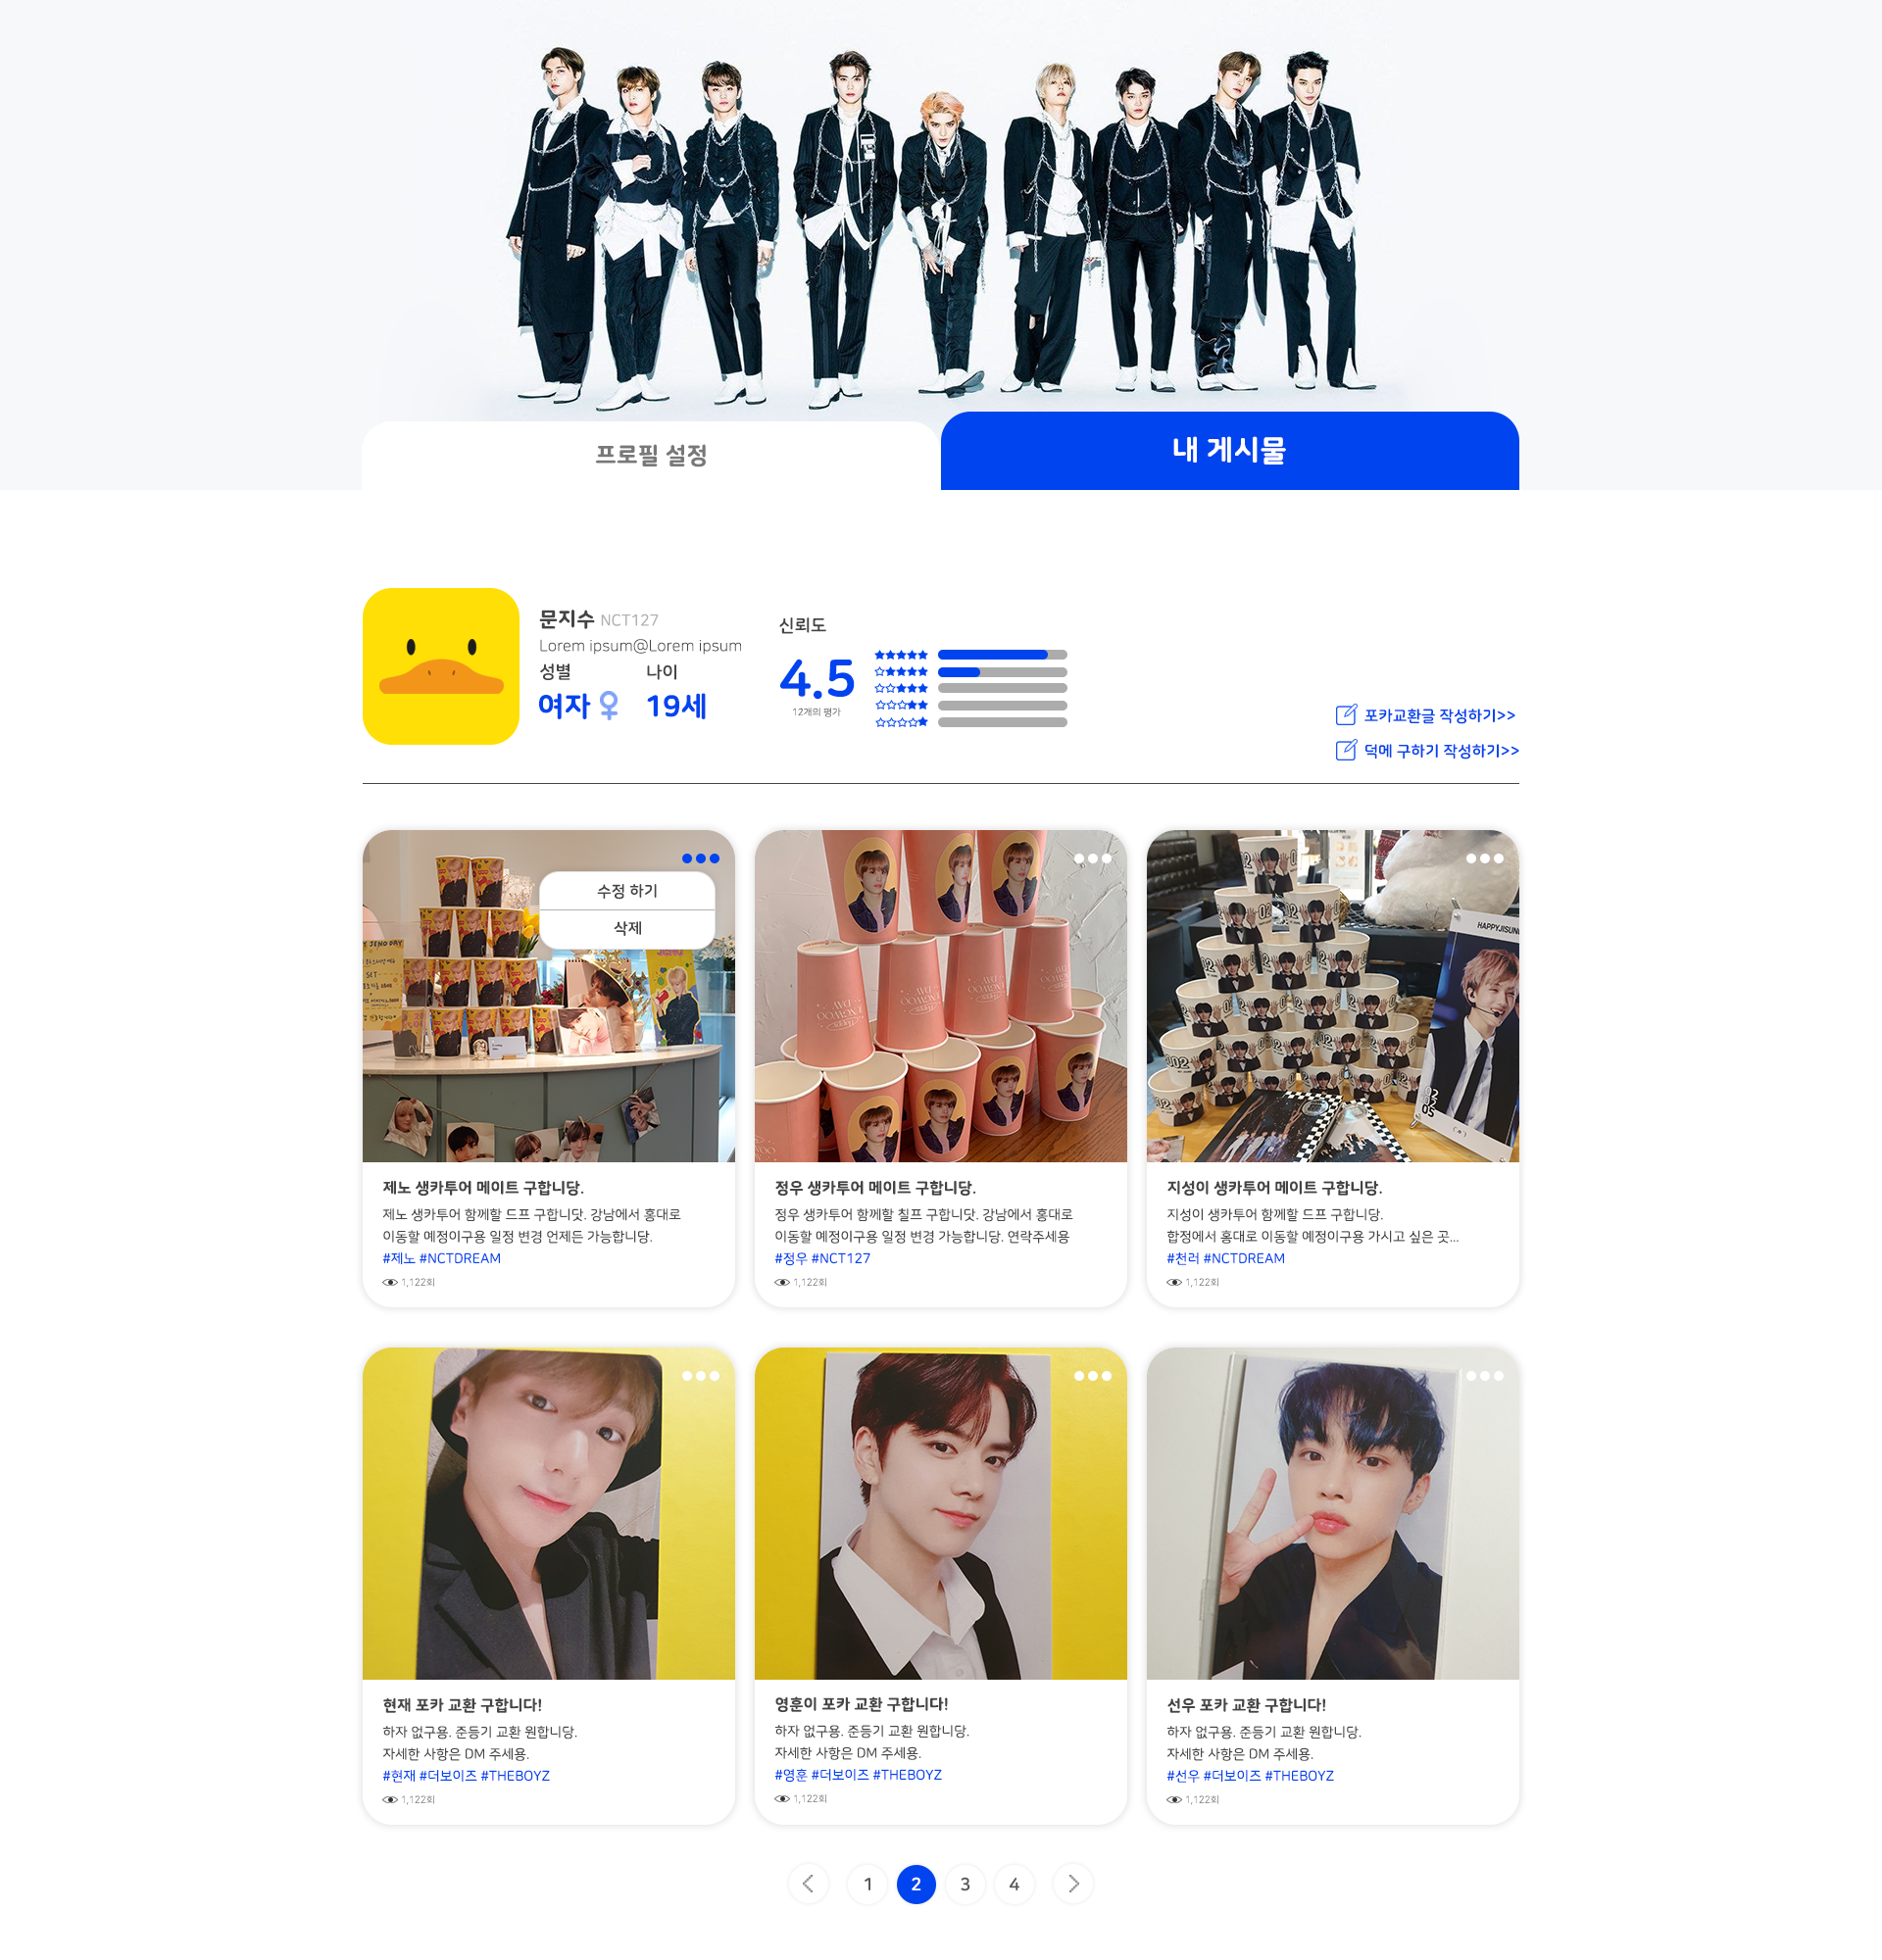 프로필 설정
내 게시물
문지수 NCT127
Lorem ipsum@Lorem ipsum
성별
나이
여자
19세
신뢰도
4.5
12개의 평가
포카교환글 작성하기>>
덕메 구하기 작성하기>>
수정 하기
삭제
JENO DAY
SET
HAPPYJISUNG
제노 생카투어 메이트 구합니당.
제노 생카투어 함께할 드프 구합니닷. 강남에서 홍대로
이동할 예정이구용 일정 변경 언제든 가능합니당.
#제노 #NCTDREAM
1,122회
정우 생카투어 메이트 구합니당.
정우 생카투어 함께할 칠프 구합니닷. 강남에서 홍대로
이동할 예정이구용 일정 변경 가능합니당. 연락주세용
#정우 #NCT127
1,122회
지성이 생카투어 메이트 구합니당.
지성이 생카투어 함께할 드프 구합니당.
합정에서 홍대로 이동할 예정이구용 가시고 싶은 곳...
#천러 #NCTDREAM
1,122회
현재 포카 교환 구합니다!
하자 없구용. 준등기 교환 원합니당.
자세한 사항은 DM 주세용.
#현재 #더보이즈 #THEBOYZ
1,122회
영훈이 포카 교환 구합니다!
하자 없구용. 준등기 교환 원합니당.
자세한 사항은 DM 주세용.
#영훈 #더보이즈 #THEBOYZ
1,122회
선우 포카 교환 구합니다!
하자 없구용. 준등기 교환 원합니당.
자세한 사항은 DM 주세용.
#선우 #더보이즈 #THEBOYZ
1,122회
1 2 3 4